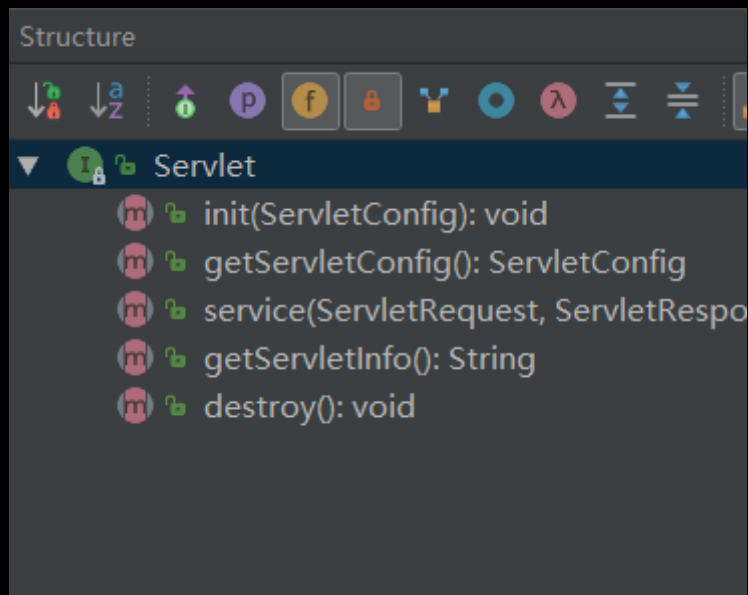 Structure
Servlet
init(ServletConfig): void
getServletConfig(): ServletConfig
service(ServletRequest, ServletRespo
getServletInfo(): String
destroy(): void